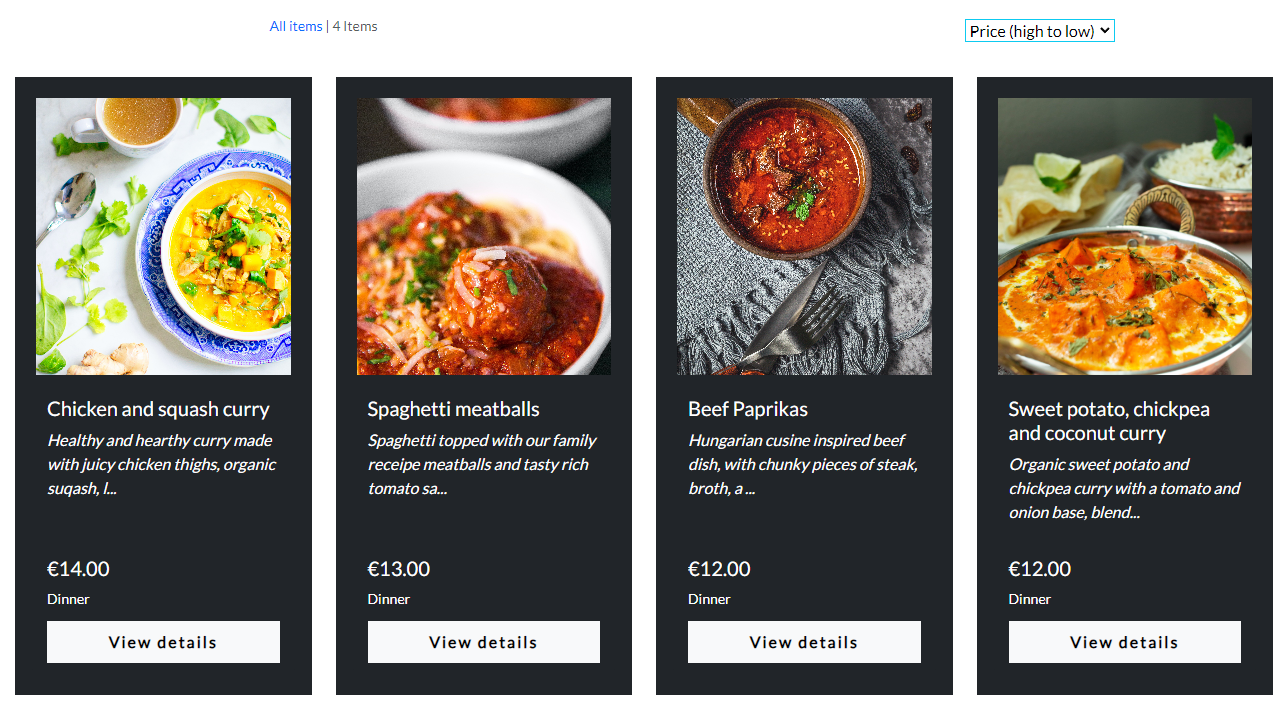 All items | 4 Items
Price (high to low)
Chicken and squash curry
Healthy and hearthy curry made
with juicy chicken thighs, organic
suqash, l...
€14.00
Dinner
View details
Spaghetti meatballs
Spaghetti topped with our family
receipe meatballs and tasty rich
tomato sa...
€13.00
Dinner
View details
Beef Paprikas
Hungarian cusine inspired beef
dish, with chunky pieces of steak,
broth, a ...
€12.00
Dinner
View details
Sweet potato, chickpea
and coconut curry
Organic sweet potato and
chickpea curry with a tomato and
onion base, blend...
€12.00
Dinner
View details